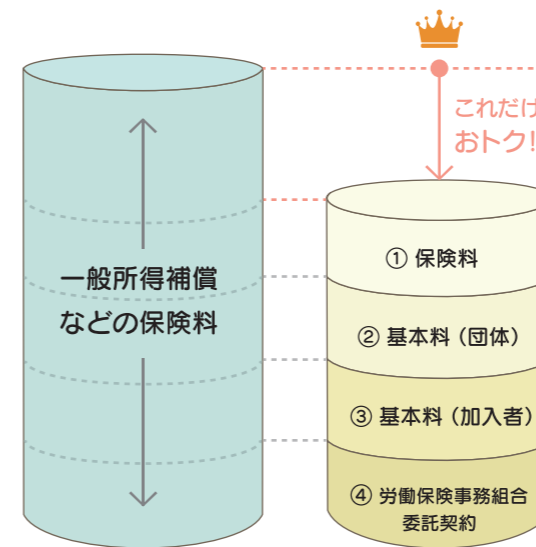 これだけ
おトク!
一般所得補償
などの保険料
① 保険料
② 基本料（団体）
③ 基本料（加入者）
④ 労働保険事務組合
委託契約